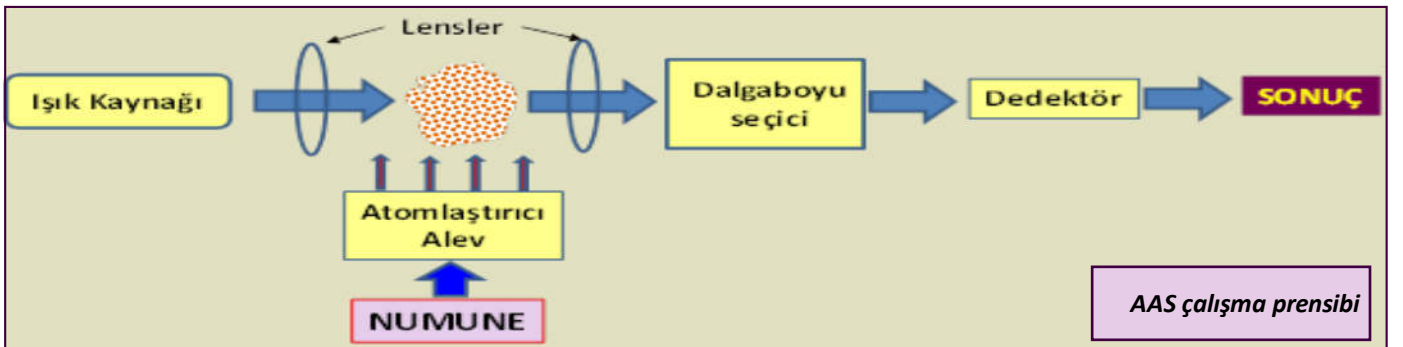 Lensler
Işık Kaynağı
Dalgaboyu
seçici
Dedektör
SONUÇ
Atomlaştırıcı
Alev
NUMUNE
AAS çalışma prensibi